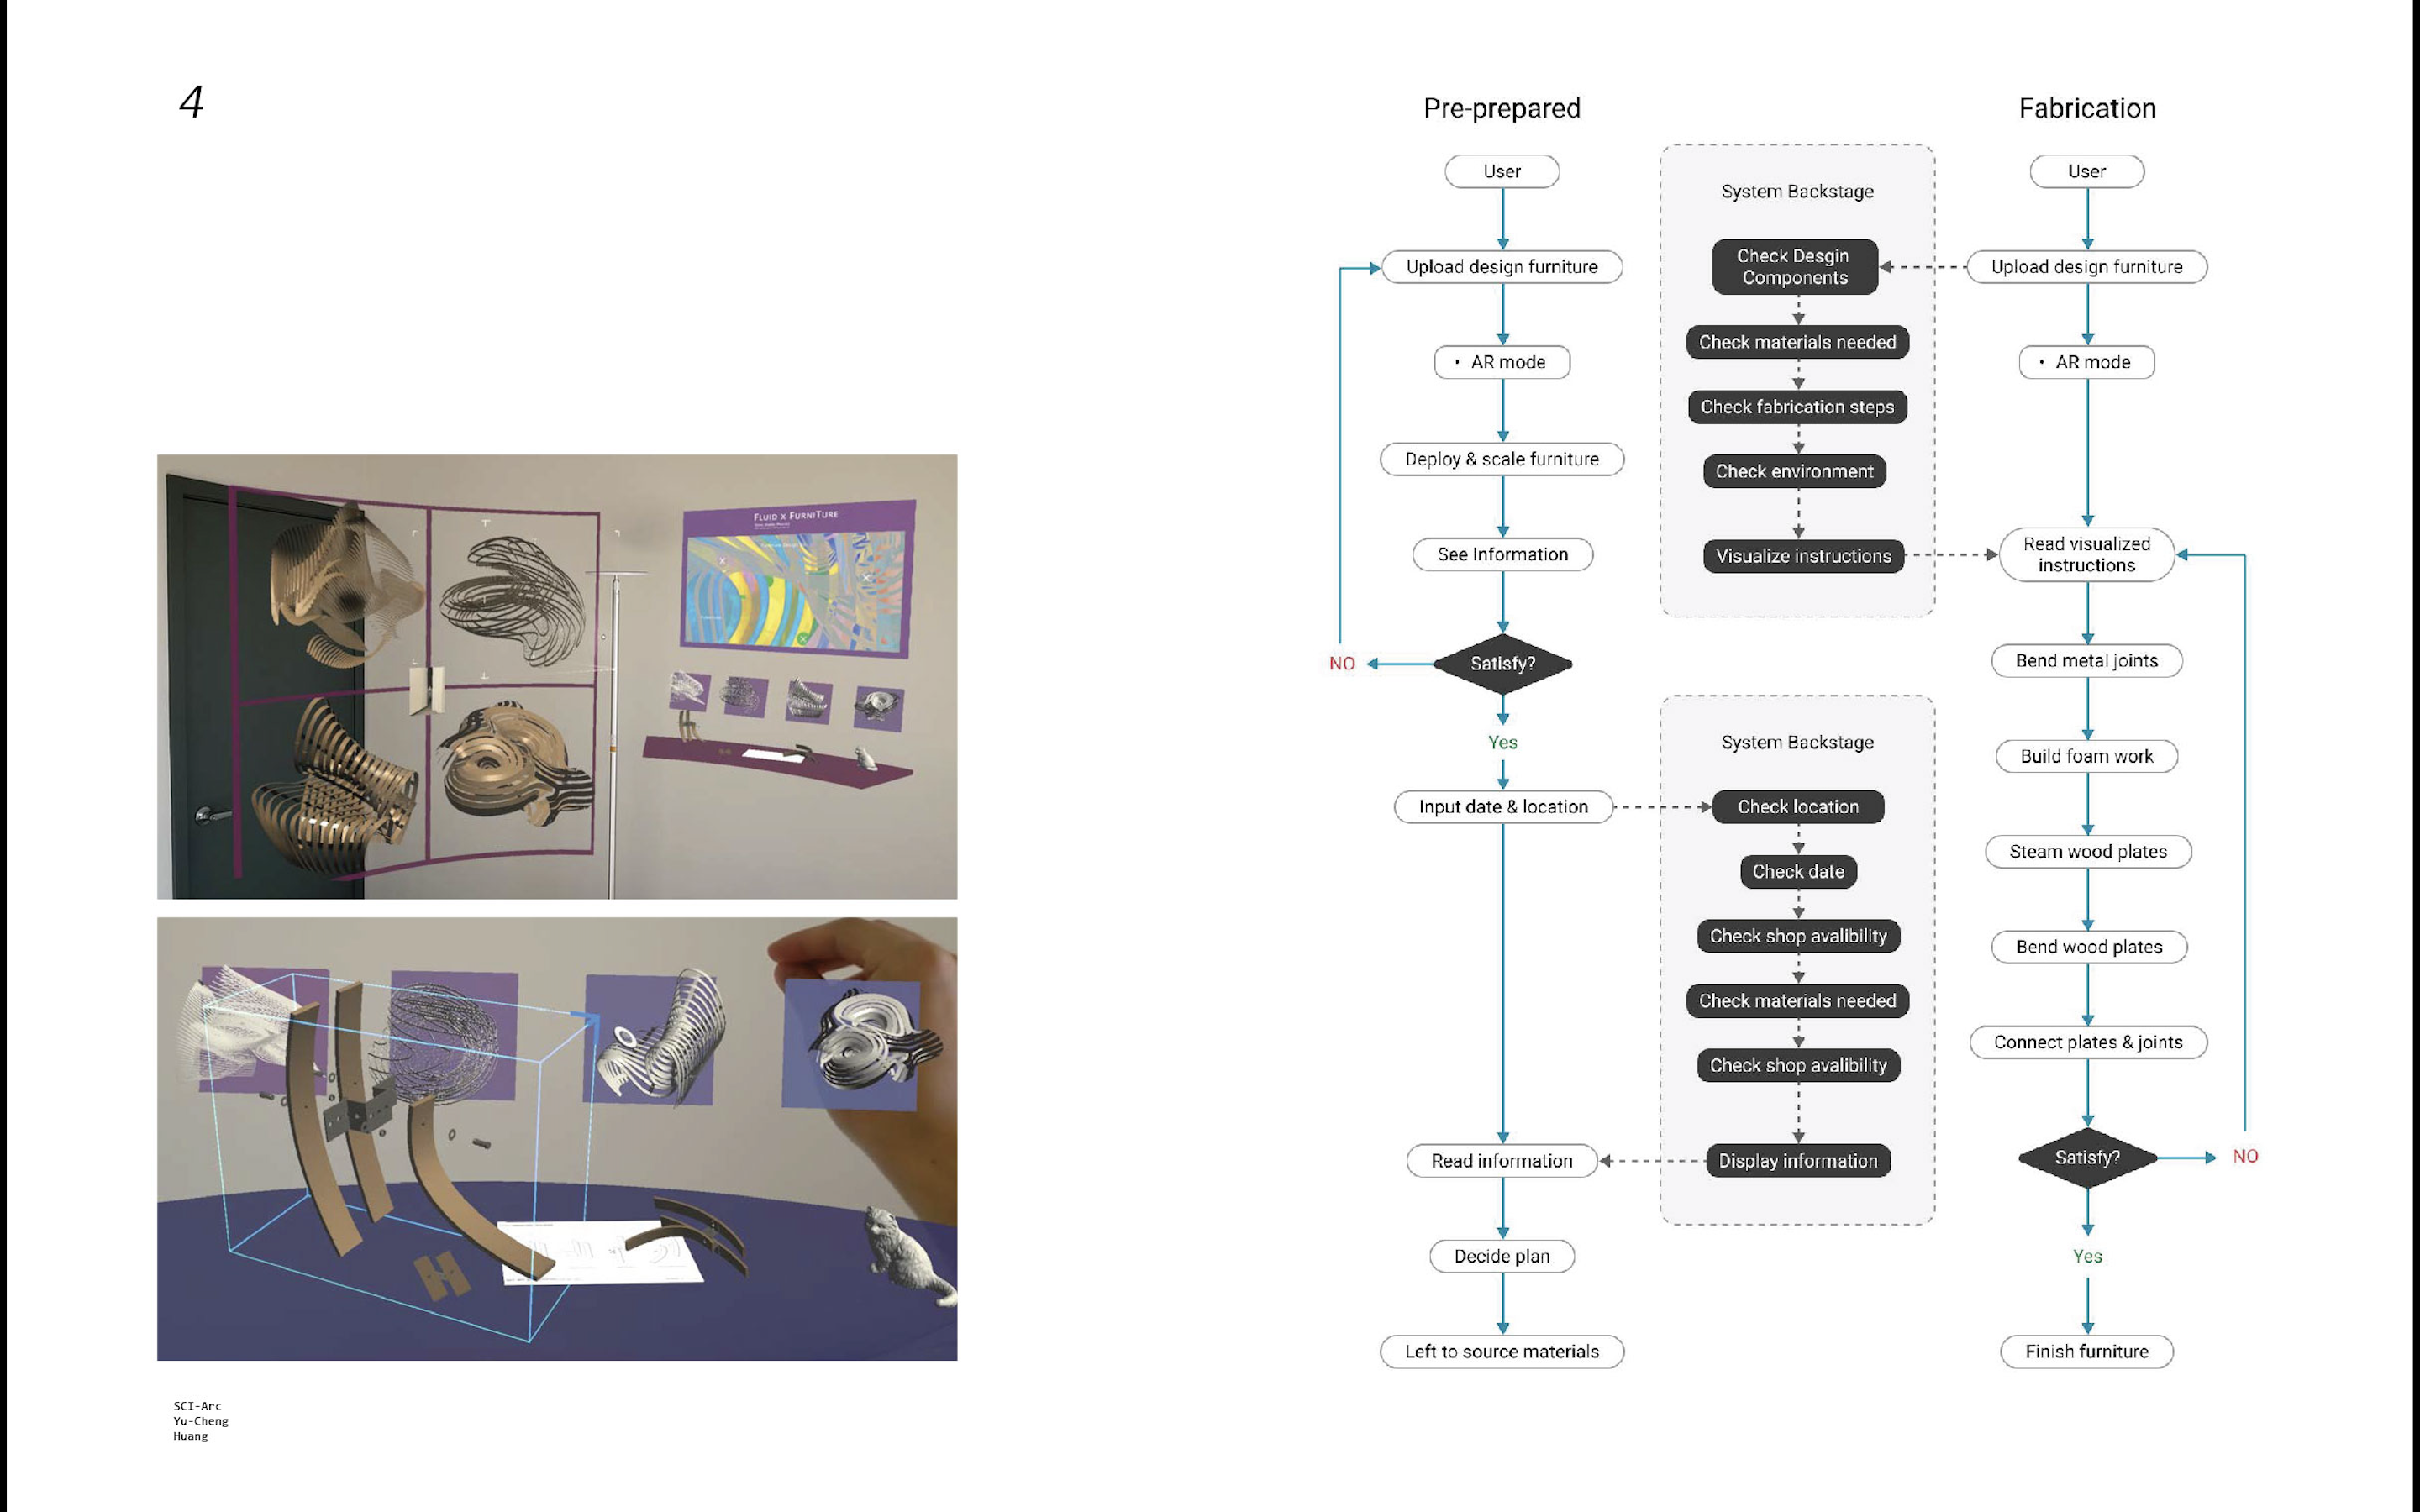 4
FLUID X FURNITURE
SCI-Arc
Yu-Cheng
Huang
Pre-prepared
User
Upload design furniture
• AR mode
Deploy & scale furniture
See Information
Satisfy?
NO
Yes
Input date & location
Read information
Decide plan
Left to source materials
System Backstage
Check Desgin
Components
Check materials needed
Check fabrication steps
Check environment
Visualize instructions
System Backstage
Check location
Check date
Check shop avalibility
Check materials needed
Check shop avalibility
Display information
Fabrication
User
Upload design furniture
• AR mode
Read visualized
instructions
Bend metal joints
Build foam work
Steam wood plates
Bend wood plates
Connect plates & joints
Satisfy?
NO
Yes
Finish furniture